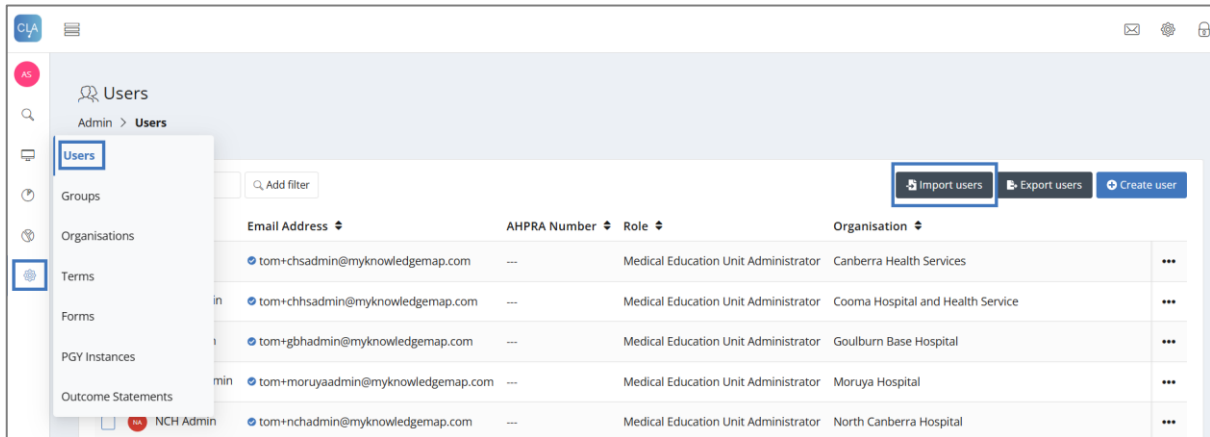 CLA
AS
Users
Admin > Users
Users
Groups
Organisations
Terms
Forms
PGY Instances
Outcome Statements
Add filter
Import users
Export users
Create user
Email Address AHPRA Number Role Organisation
tom+chsadmin@myknowledgemap.com --- Medical Education Unit Administrator Canberra Health Services •••
in tom+chhsadmin@myknowledgemap.com --- Medical Education Unit Administrator Cooma Hospital and Health Service •••
tom+gbhadmin@myknowledgemap.com --- Medical Education Unit Administrator Goulburn Base Hospital •••
min tom+moruyaadmin@myknowledgemap.com --- Medical Education Unit Administrator Moruya Hospital •••
NA NCH Admin tom+nchadmin@myknowledgemap.com --- Medical Education Unit Administrator North Canberra Hospital •••